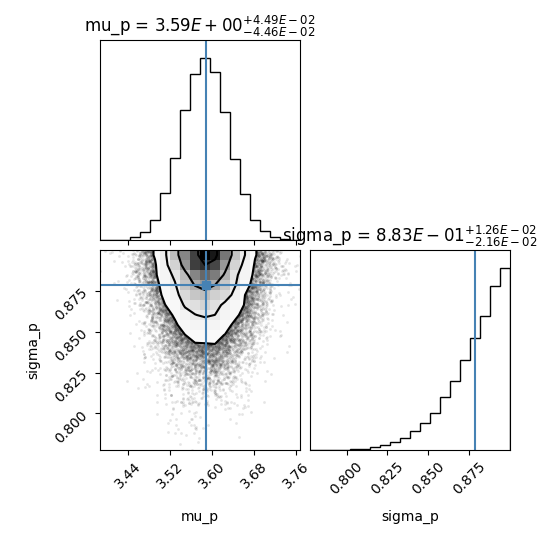 mu_p = 3.59E + 00+4.49E − 02 −4.46E − 02
sigma_p = 8.83E − 01+1.26E − 02 −2.16E − 02
sigma_p
0.875
0.850
0.825
0.800
3.44 3.52 3.60 3.68 3.76
mu_p
0.800 0.825 0.850 0.875
sigma_p